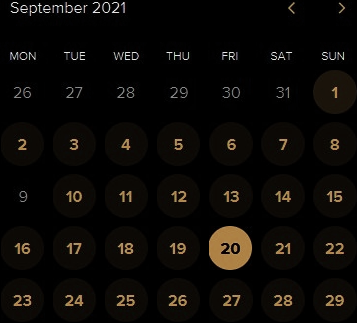 September 2021
MON TUE WED THU FRI SAT SUN
26 27 28 29 30 31 1
2 3 4 5 6 7 8
9 10 11 12 13 14 15
16 17 18 19 20 21 22
23 24 25 26 27 28 29